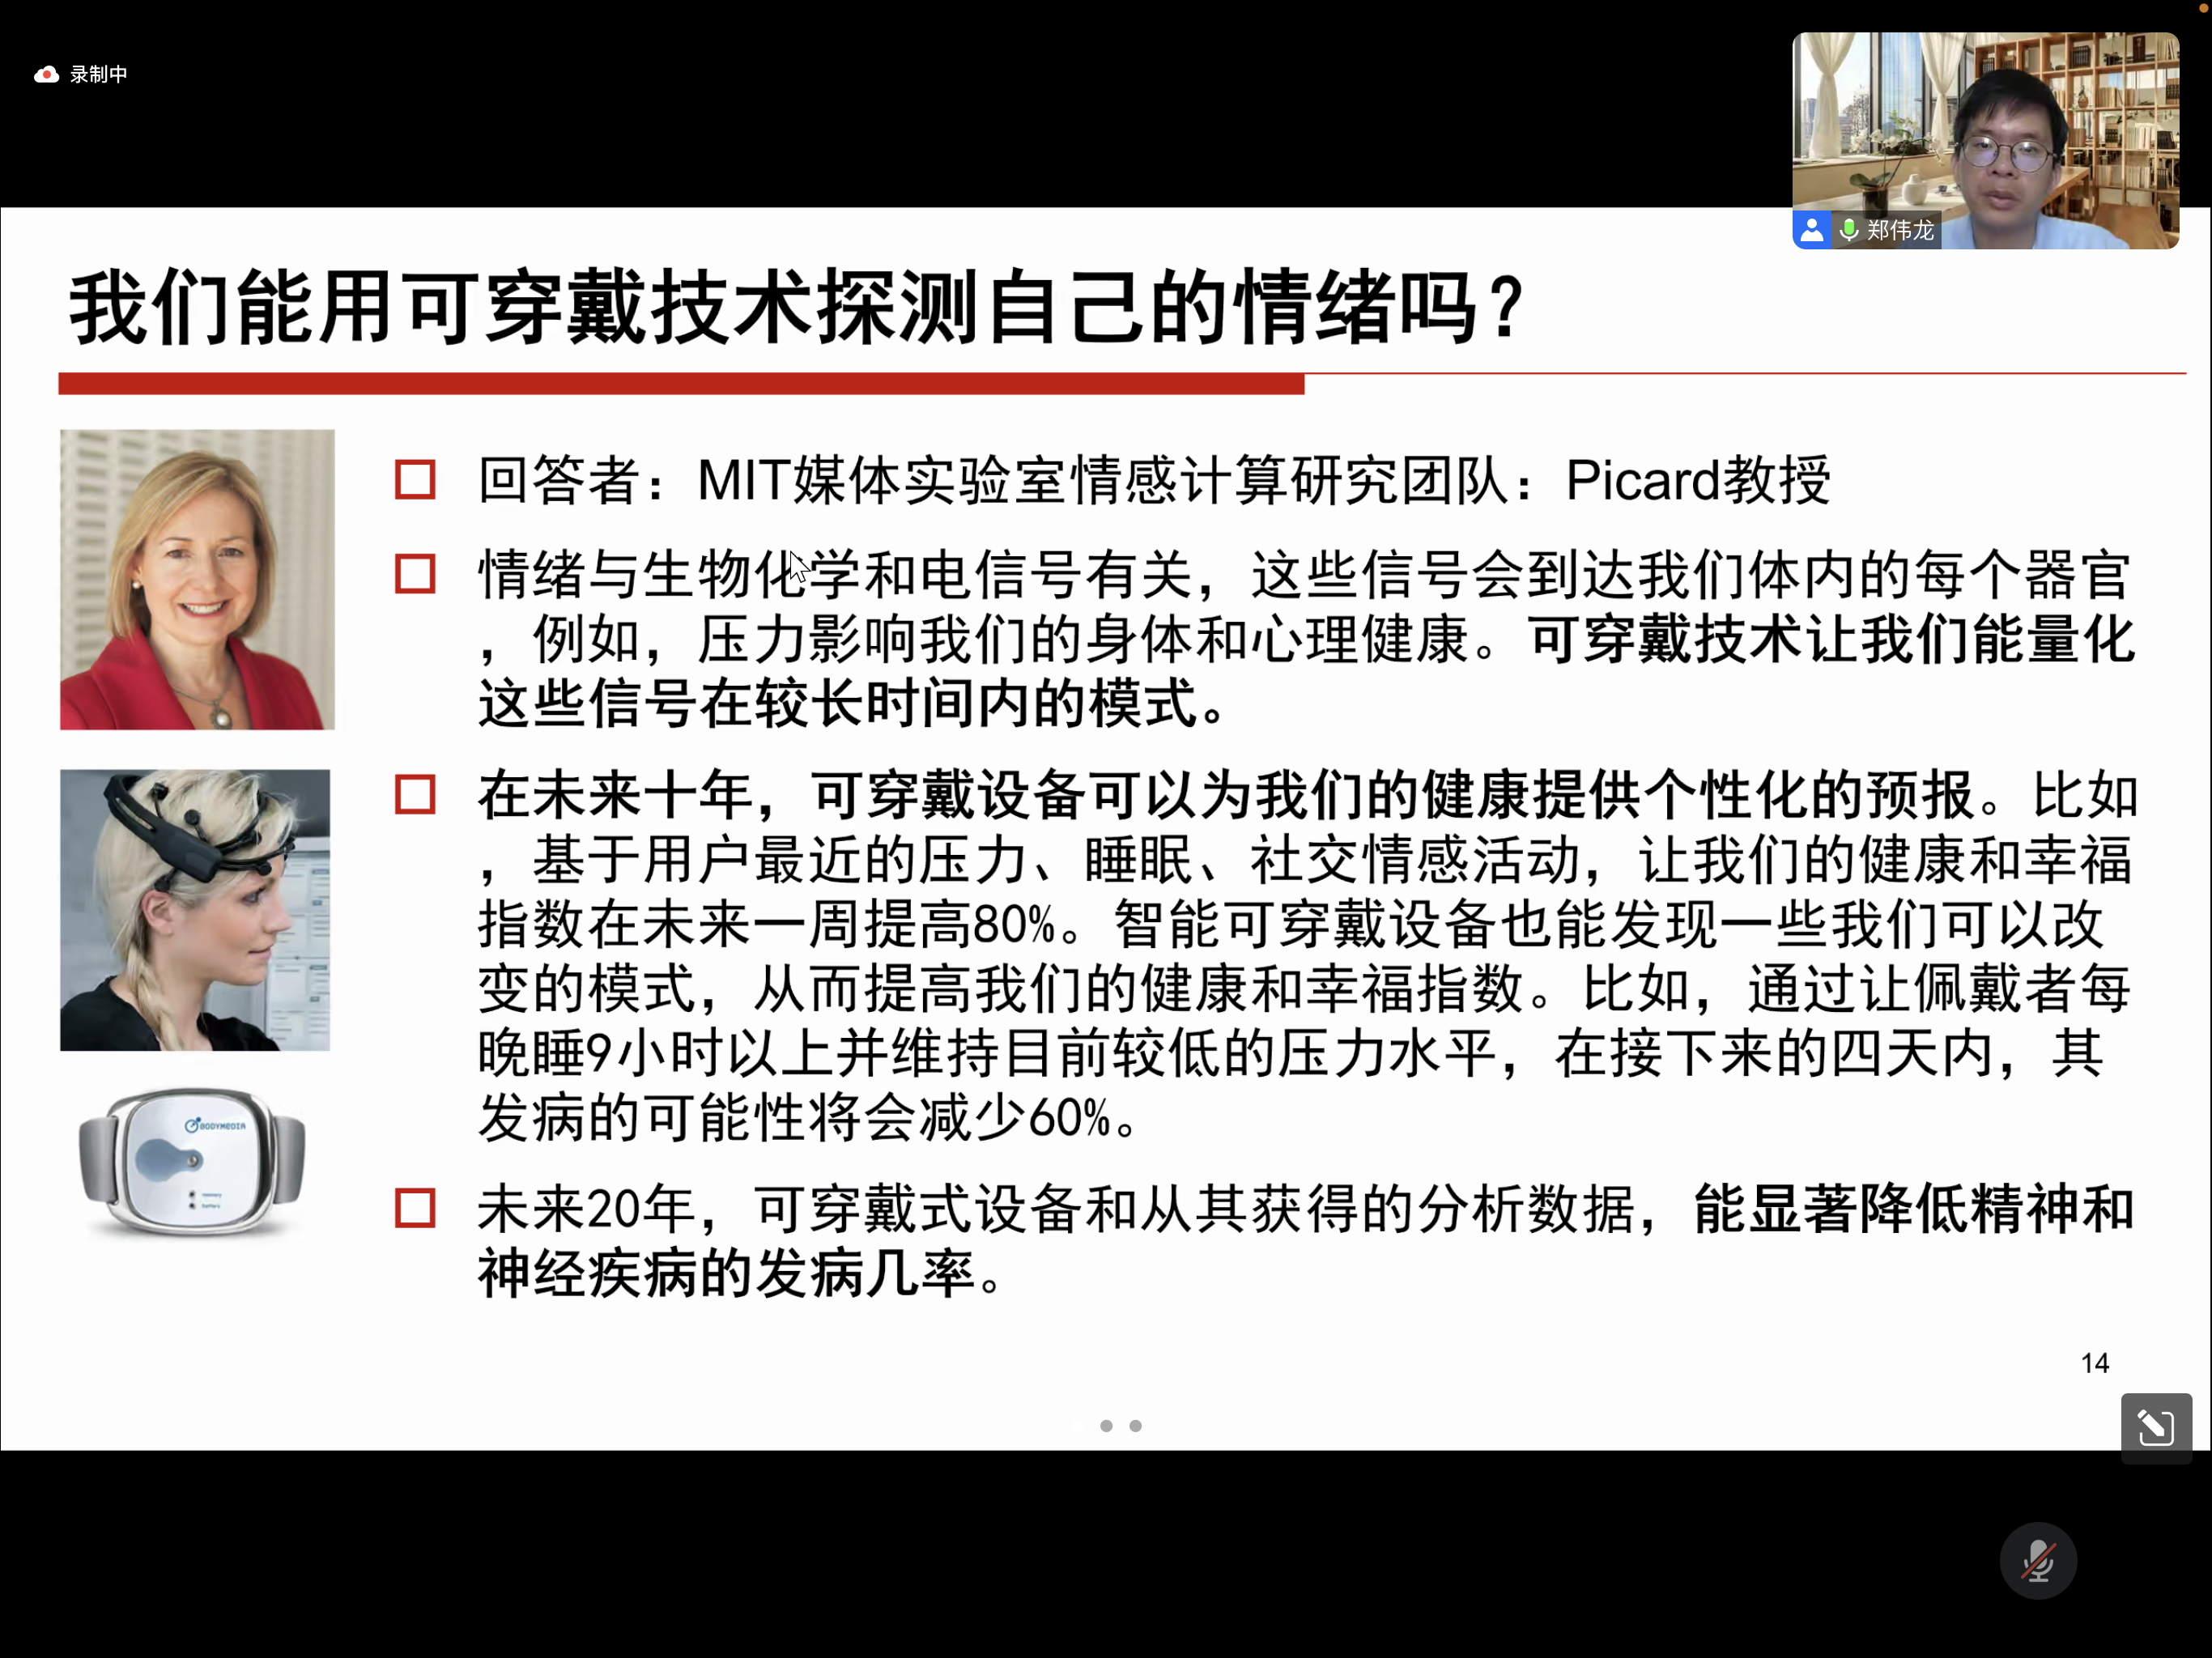 录制中
郑伟龙
我们能用可穿戴技术探测自己的情绪吗？
回答者：MIT媒体实验室情感计算研究团队：Picard教授
情绪与生物化学和电信号有关，这些信号会到达我们体内的每个器官
，例如，压力影响我们的身体和心理健康。可穿戴技术让我们能量化
这些信号在较长时间内的模式。
在未来十年，可穿戴设备可以为我们的健康提供个性化的预报。比如
，基于用户最近的压力、睡眠、社交情感活动，让我们的健康和幸福
指数在未来一周提高80%。智能可穿戴设备也能发现一些我们可以改
变的模式，从而提高我们的健康和幸福指数。比如，通过让佩戴者每
晚睡9小时以上并维持目前较低的压力水平，在接下来的四天内，其
发病的可能性将会减少60%。
BODYMEDIA
memory
battery
未来20年，可穿戴式设备和从其获得的分析数据，能显著降低精神和
神经疾病的发病几率。
14